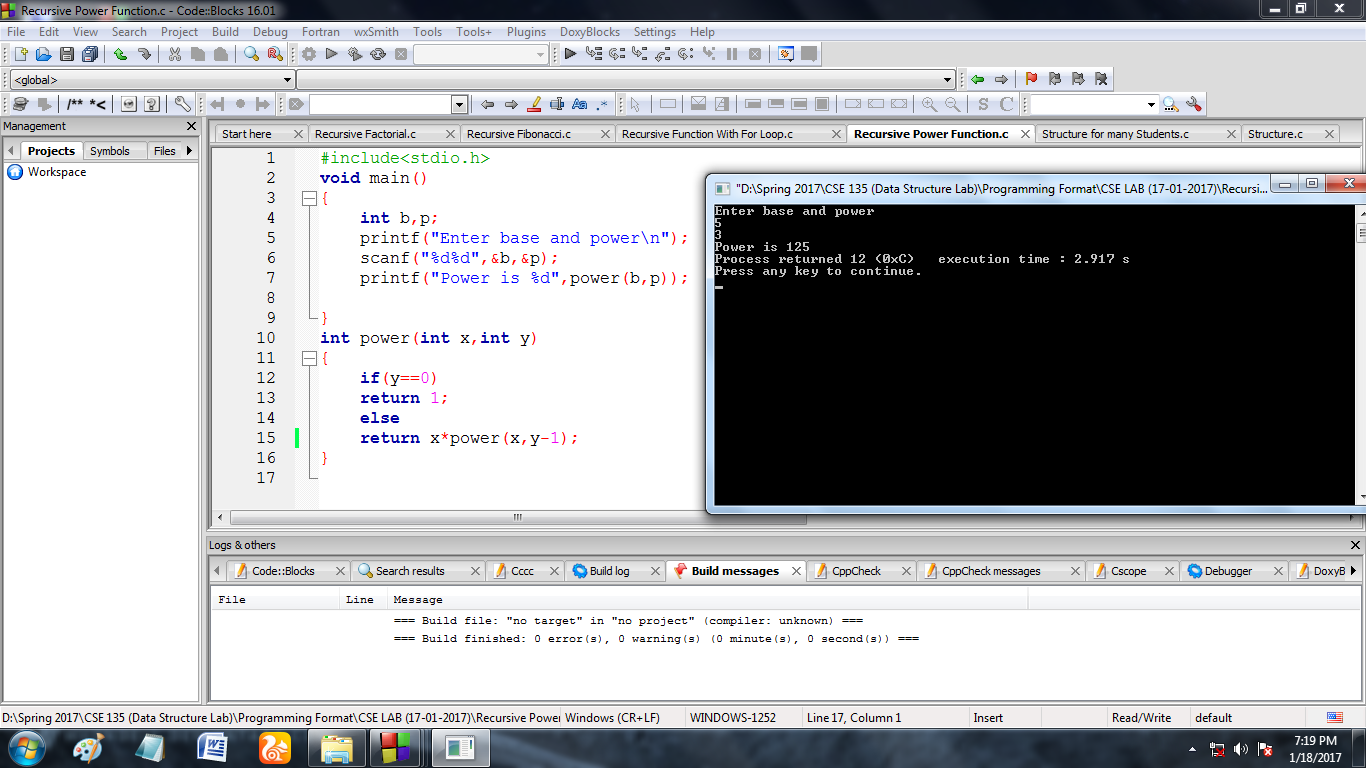 Recursive Power Function.c - Code::Blocks 16.01
File Edit View Search Project Build Debug Fortran wxSmith Tools Tools+ Plugins DoxyBlocks Settings Help
<global>
/** *<
Aa .*
S C
Management
Projects Symbols Files
Workspace
Start here Recursive Factorial.c Recursive Fibonaci.c Recursive Function With For Loop.c Recursive Power Function.c Structure for many Students.c Structure.c
1 #include<stdio.h>
2 void main()
3 {
4 int b,p;
5 printf("Enter base and power\n");
6 scanf("%d%d",&b,&p);
7 printf("Power is %d",power(b,p));
8
9 }
10 int power(int x,int y)
11 {
12 if(y==0)
13 return 1;
14 else
15 return x*power(x,y-1);
16 }
17
"D:\Spring 2017\CSE 135 (Data Structure Lab)\Programming Format\CSE LAB (17-01-2017)\Recursi...
Enter base and power
5
3
Power is 125
Process returned 12 (0xC)   execution time : 2.917 s
Press any key to continue.
Logs & others
Code::Blocks Search results Cccc Build log Build messages CppCheck CppCheck messages Cscope Debugger DoxyB
File Line Message
=== Build file: "no target" in "no project" (compiler: unknown) ===
=== Build finished: 0 error(s), 0 warning(s) (0 minute(s), 0 second(s)) ===
D:\Spring 2017\CSE 135 (Data Structure Lab)\Programming Format\CSE LAB (17-01-2017)\Recursive Power Windows (CR+LF) WINDOWS-1252 Line 17, Column 1 Insert Read/Write default
7:19 PM
1/18/2017